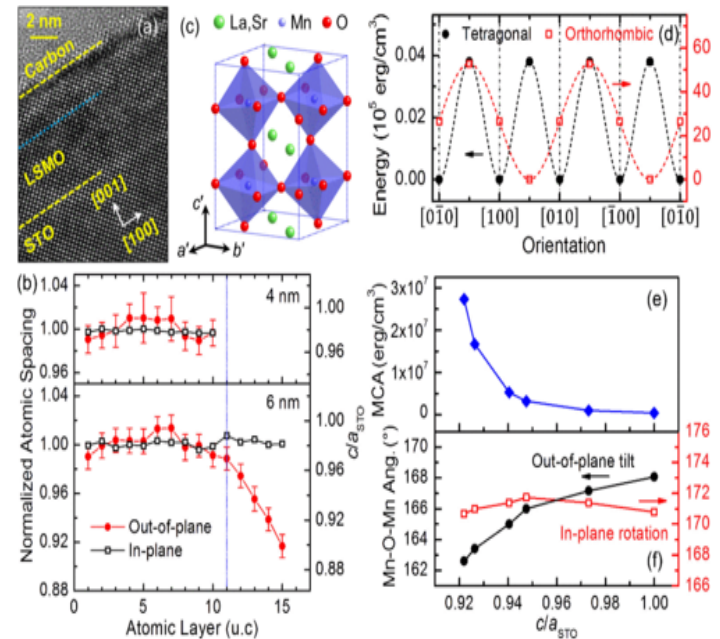 2 nm
(a)
Carbon
LSMO
[001]
[100]
STO
(c)
La,Sr
Mn
O
c'
a'
b'
(d)
Tetragonal
Orthorhombic
Energy (10⁵ erg/cm³)
0.04
0.02
0.00
50
40
20
0
[01̄0]
[100]
[010]
[1̄00]
[01̄0]
Orientation
(b)
4 nm
6 nm
Normalized Atomic Spacing
1.04
1.00
0.96
1.04
1.00
0.96
0.92
0.88
1.00
0.96
1.00
0.95
0.90
c/aSTO
Out-of-plane
In-plane
0
5
10
15
Atomic Layer (u.c)
(e)
MCA (erg/cm³)
3x10⁷
2x10⁷
1x10⁷
0
(f)
Mn-O-Mn Ang. (°)
170
168
166
164
162
176
174
172
170
168
166
Out-of-plane tilt
In-plane rotation
0.92
0.94
0.96
0.98
1.00
c/aSTO